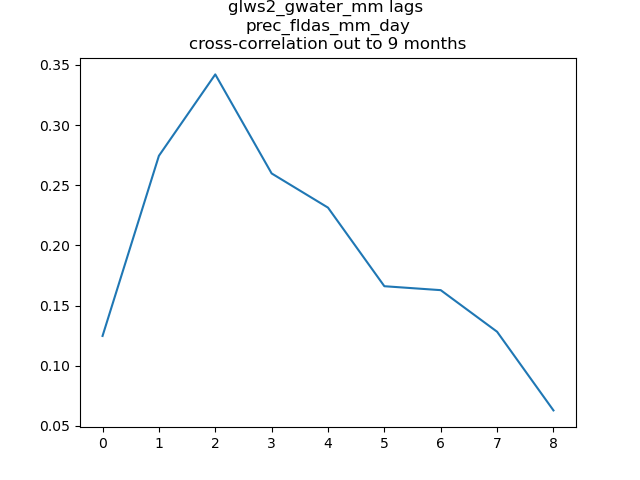 glws2_gwater_mm lags
prec_fldas_mm_day
cross-correlation out to 9 months
0.35
0.30
0.25
0.20
0.15
0.10
0.05
0 1 2 3 4 5 6 7 8